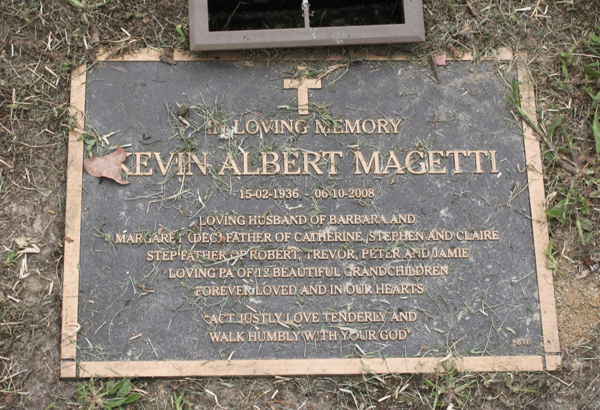 IN LOVING MEMORY
KEVIN ALBERT MAGETTI
15-02-1936 - 06-10-2008
LOVING HUSBAND OF BARBARA AND
MARGARET (DEC) FATHER OF CATHERINE, STEPHEN AND CLAIRE
STEP FATHER OF ROBERT, TREVOR, PETER AND JAMIE
LOVING PA OF 12 BEAUTIFUL GRANDCHILDREN
FOREVER LOVED AND IN OUR HEARTS
"ACT JUSTLY LOVE TENDERLY AND
WALK HUMBLY WITH YOUR GOD"